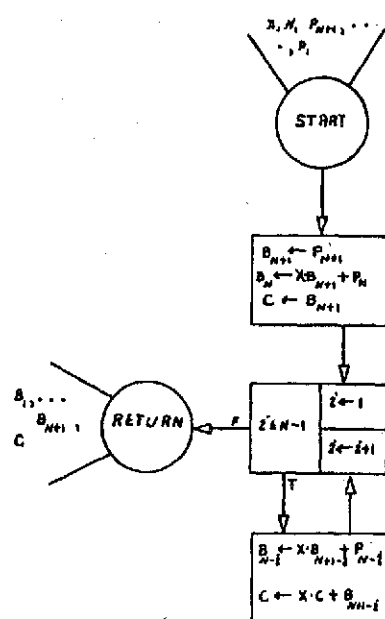 X, N, P_{N+1}, ...
., P_1
START
B_{N+1} ← P_{N+1}
B_N ← X·B_{N+1} + P_N
C ← B_{N+1}
B_1, ...
B_{N+1},
C
RETURN
F
i≤N-1
i←1
i←i+1
T
B_{N-i} ← X·B_{N+1-i} + P_{N-i}
C ← X·C + B_{N+1-i}